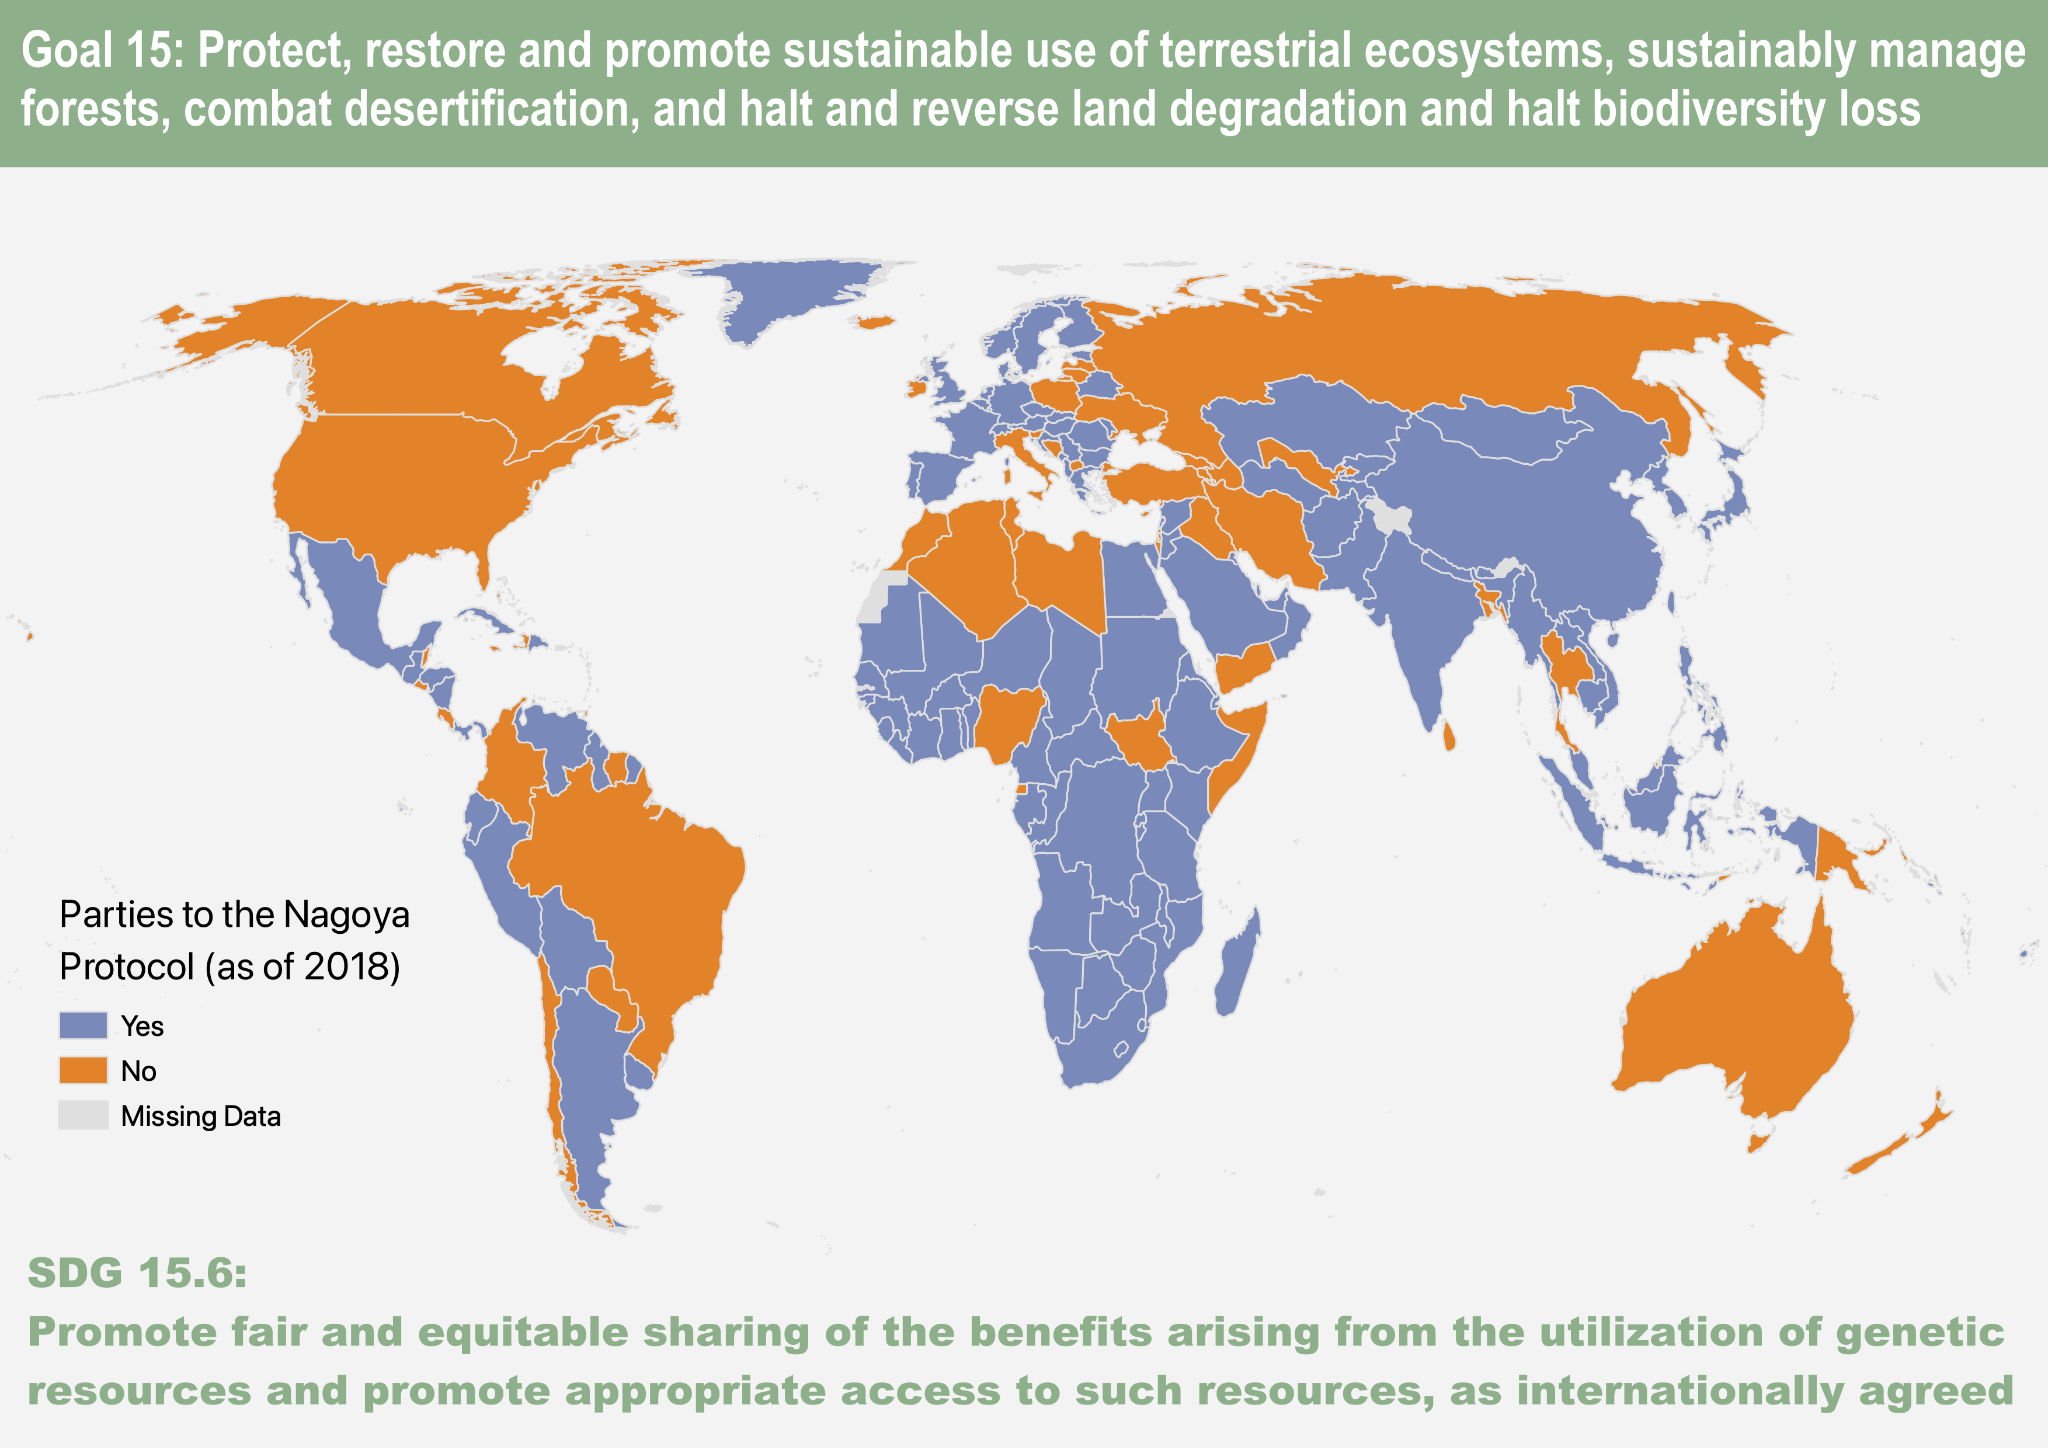 Goal 15: Protect, restore and promote sustainable use of terrestrial ecosystems, sustainably manage
forests, combat desertification, and halt and reverse land degradation and halt biodiversity loss
Parties to the Nagoya
Protocol (as of 2018)
Yes
No
Missing Data
SDG 15.6:
Promote fair and equitable sharing of the benefits arising from the utilization of genetic
resources and promote appropriate access to such resources, as internationally agreed